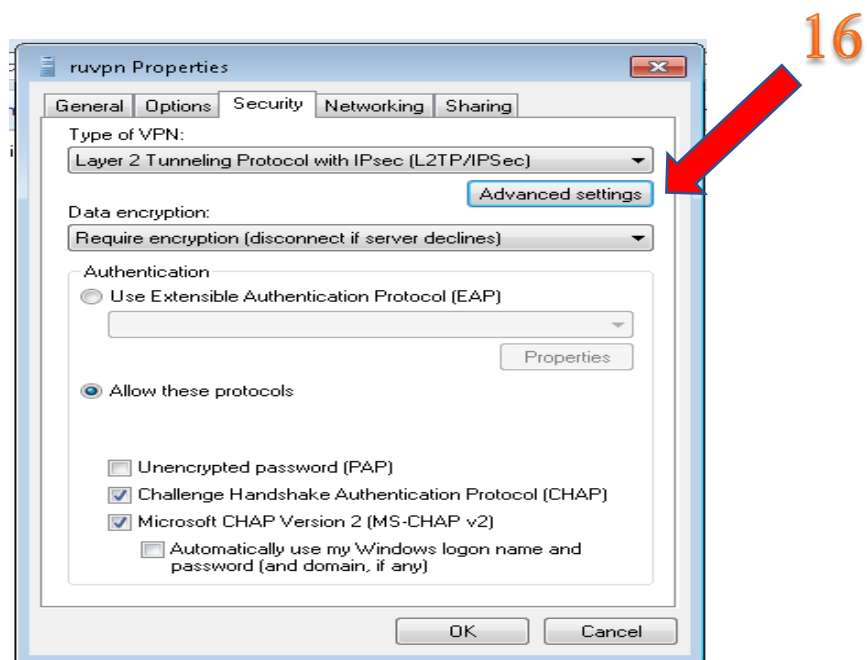 16
ruvpn Properties
General Options Security Networking Sharing
Type of VPN:
Layer 2 Tunneling Protocol with IPsec (L2TP/IPSec)
Advanced settings
Data encryption:
Require encryption (disconnect if server declines)
Authentication
Use Extensible Authentication Protocol (EAP)
Properties
Allow these protocols
Unencrypted password (PAP)
Challenge Handshake Authentication Protocol (CHAP)
Microsoft CHAP Version 2 (MS-CHAP v2)
Automatically use my Windows logon name and
password (and domain, if any)
OK Cancel